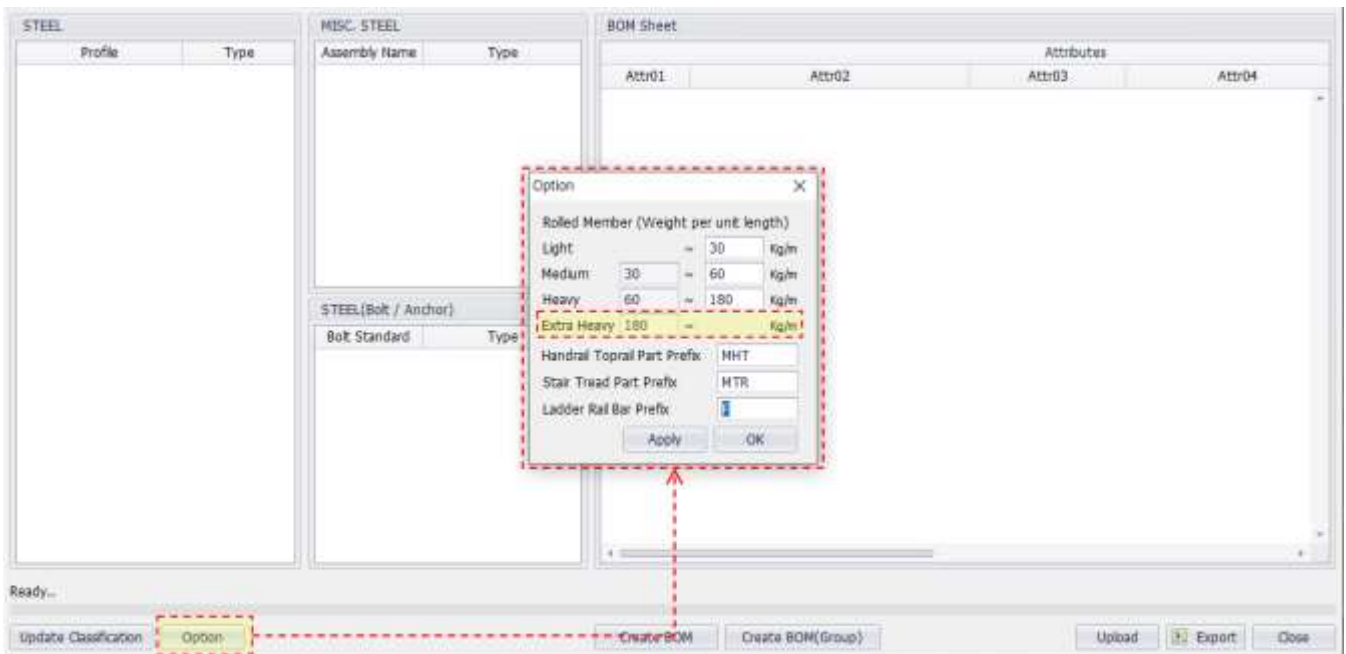 STEEL
Profile Type
MISC. STEEL
Assembly Name Type
STEEL(Bolt / Anchor)
Bolt Standard Type
BOM Sheet
Attributes
Attr01 Attr02 Attr03 Attr04
Option
Rolled Member (Weight per unit length)
Light ~ 30 Kg/m
Medium 30 ~ 60 Kg/m
Heavy 60 ~ 180 Kg/m
Extra Heavy 180 ~ Kg/m
Handrail Toprail Part Prefix MHT
Stair Tread Part Prefix MTR
Ladder Rail Bar Prefix
Apply OK
Ready...
Update Classification Option Create BOM Create BOM(Group) Upload Export Close